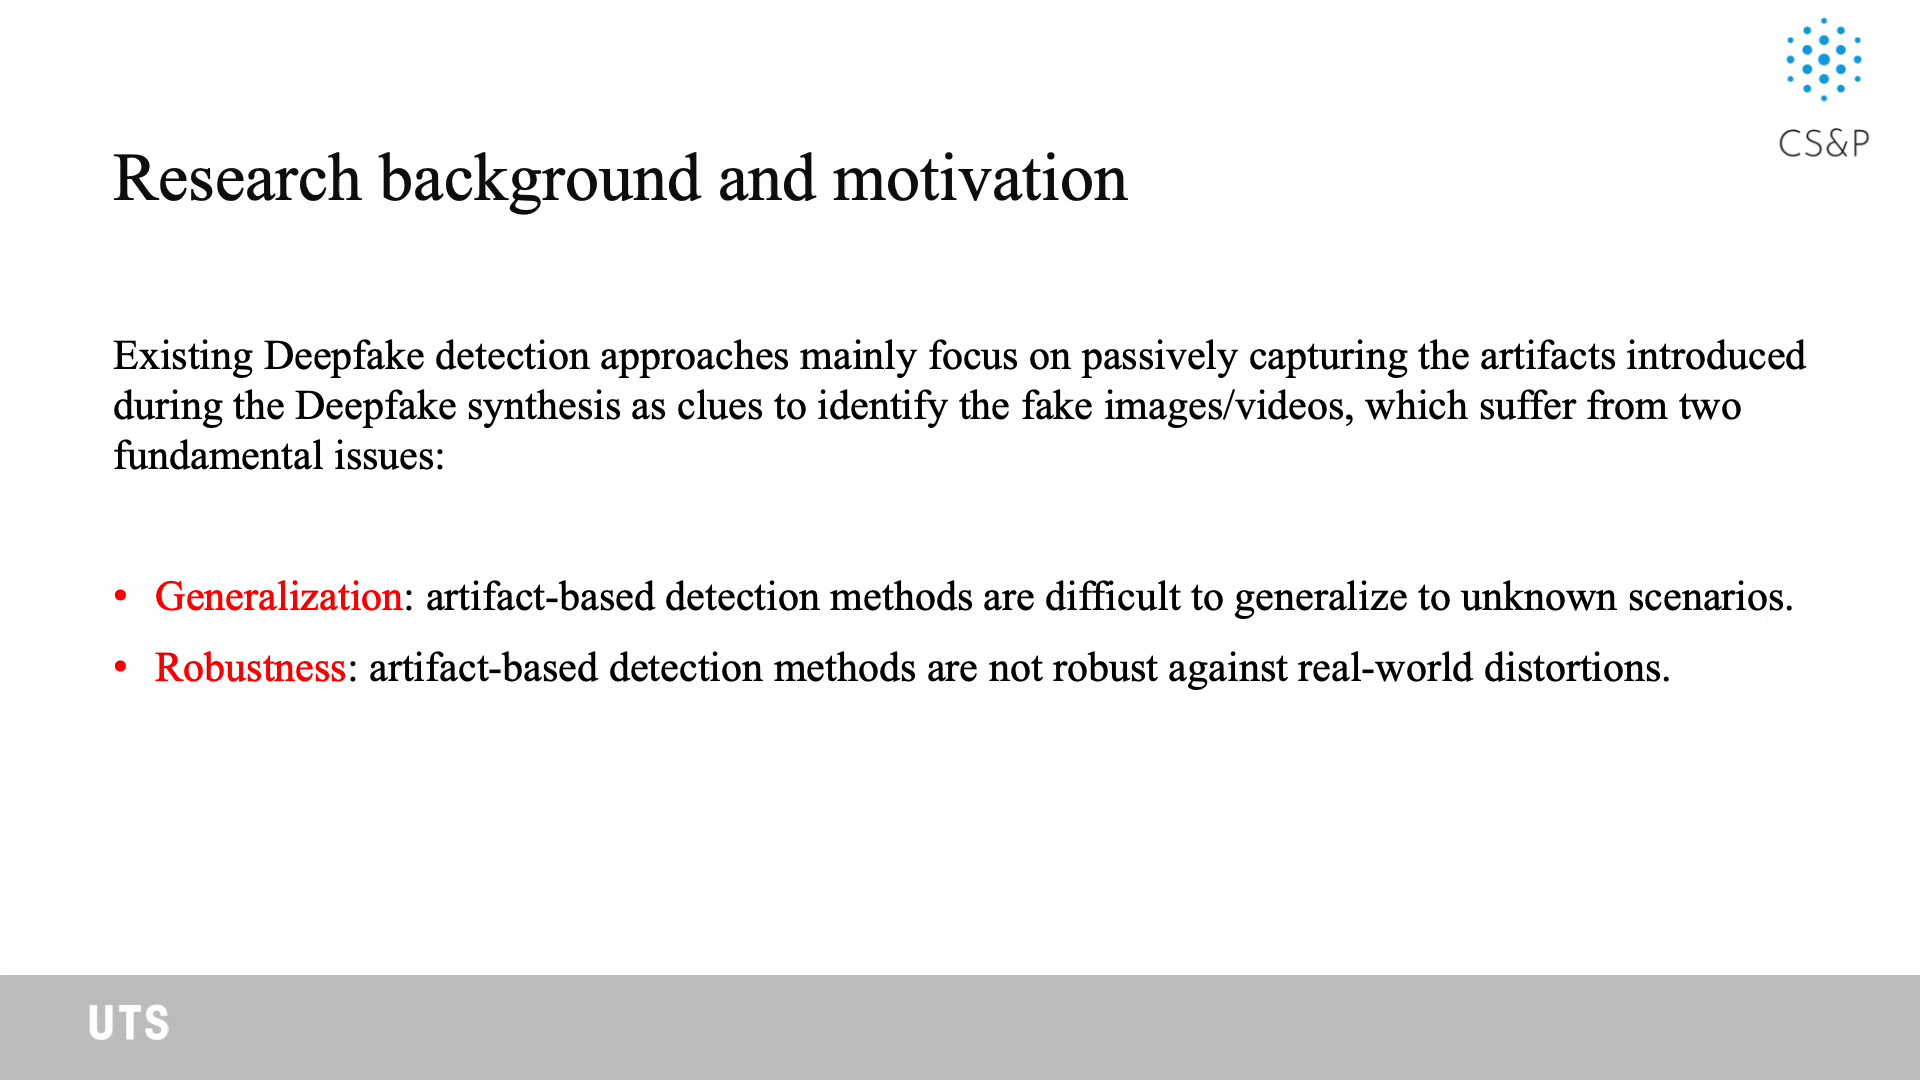 CS&P
Research background and motivation
Existing Deepfake detection approaches mainly focus on passively capturing the artifacts introduced
during the Deepfake synthesis as clues to identify the fake images/videos, which suffer from two
fundamental issues:
• Generalization: artifact-based detection methods are difficult to generalize to unknown scenarios.
• Robustness: artifact-based detection methods are not robust against real-world distortions.
UTS